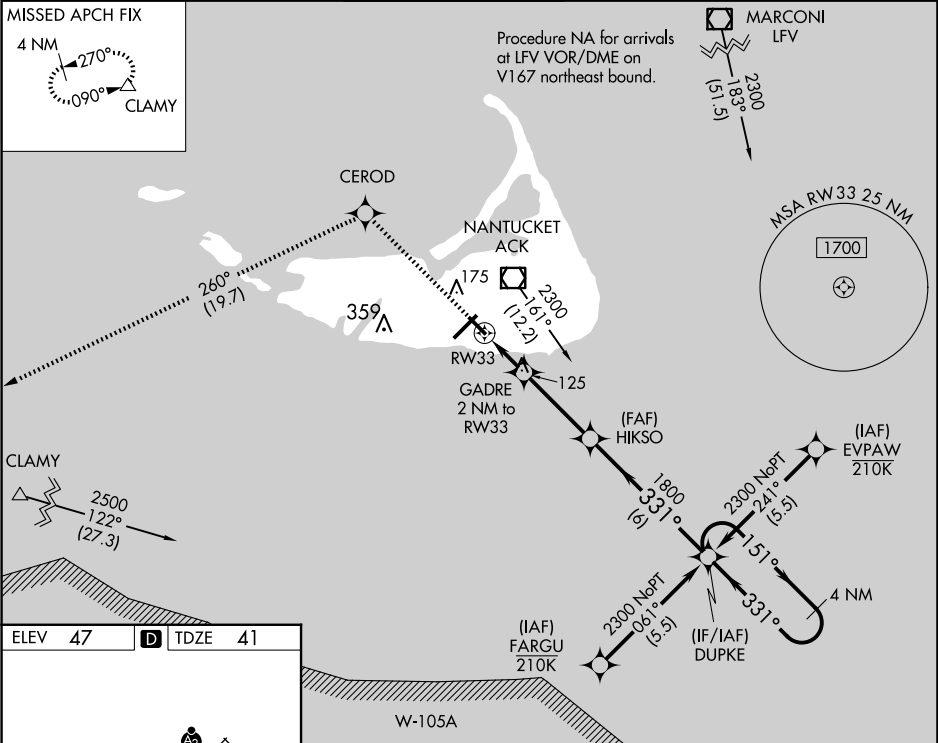 MISSED APCH FIX
4 NM
270°
090°
CLAMY
Procedure NA for arrivals
at LFV VOR/DME on
V167 northeast bound.
MARCONI
LFV
2300
183°
(51.5)
CEROD
NANTUCKET
ACK
MSA RW33 25 NM
1700
175
2300
161°
(12.2)
260°
(19.7)
359
RW33
125
GADRE
2 NM to
RW33
(FAF)
HIKSO
(IAF)
EVPAW
210K
CLAMY
2500
122°
(27.3)
1800
331°
(6)
2300 NoPT
241°
(5.5)
151°
4 NM
331°
2300 NoPT
061°
(5.5)
(IAF)
FARGU
210K
(IF/IAF)
DUPKE
ELEV 47 D TDZE 41
W-105A